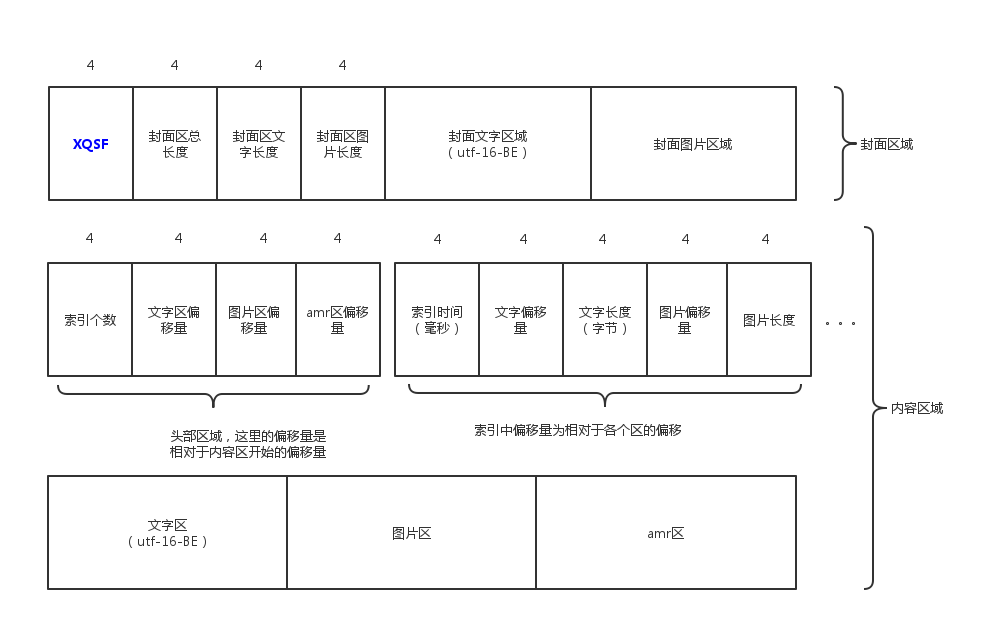 4 4 4 4
XQSF
封面区总
长度
封面区文
字长度
封面区图
片长度
封面文字区域
（utf-16-BE）
封面图片区域
封面区域
4 4 4 4 4 4 4 4 4
索引个数
文字区偏
移量
图片区偏
移量
amr区偏移
量
索引时间
（毫秒）
文字偏移
量
文字长度
（字节）
图片偏移
量
图片长度
。。。
头部区域，这里的偏移量是
相对于内容区开始的偏移量
索引中偏移量为相对于各个区的偏移
内容区域
文字区
（utf-16-BE）
图片区
amr区